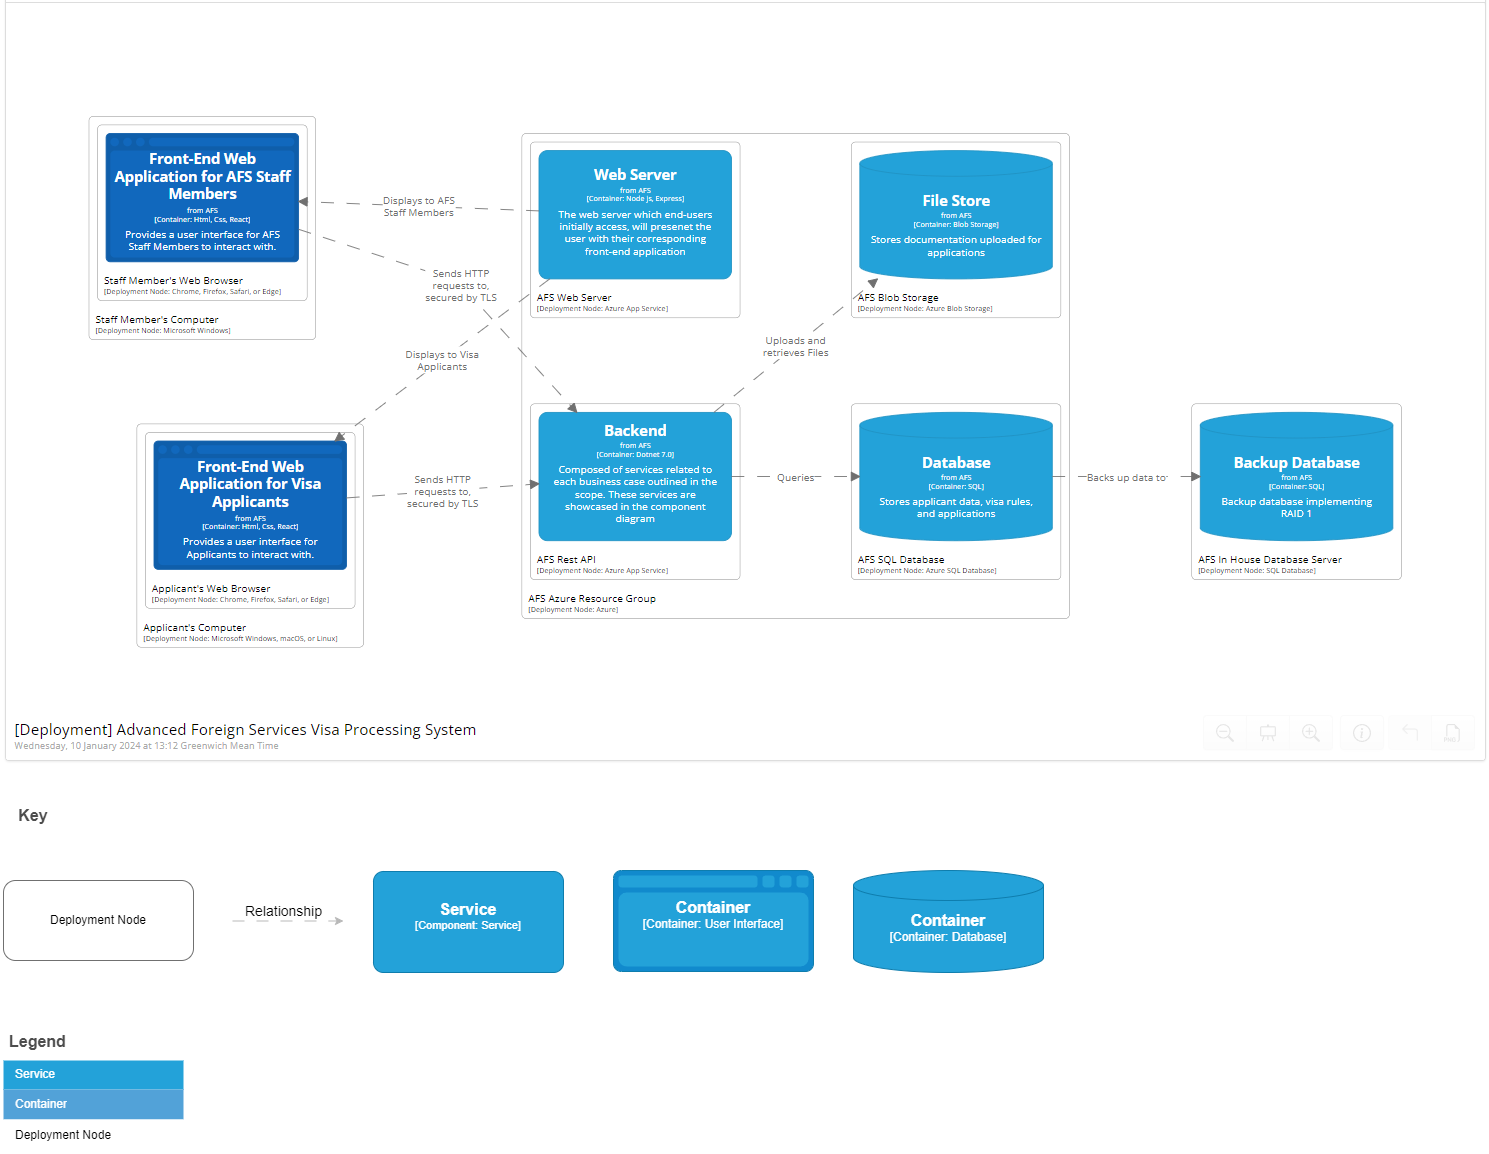 Front-End Web
Application for AFS Staff
Members
from AFS
[Container: Html, Css, React]
Provides a user interface for AFS
Staff Members to interact with.
Staff Member's Web Browser
[Deployment Node: Chrome, Firefox, Safari, or Edge]
Staff Member's Computer
[Deployment Node: Microsoft Windows]
Displays to AFS
Staff Members
Sends HTTP
requests to,
secured by TLS
Displays to Visa
Applicants
Web Server
from AFS
[Container: Node js, Express]
The web server which end-users
initially access, will presenet the
user with their corresponding
front-end application
AFS Web Server
[Deployment Node: Azure App Service]
File Store
from AFS
[Container: Blob Storage]
Stores documentation uploaded for
applications
AFS Blob Storage
[Deployment Node: Azure Blob Storage]
Uploads and
retrieves Files
Front-End Web
Application for Visa
Applicants
from AFS
[Container: Html, Css, React]
Provides a user interface for
Applicants to interact with.
Applicant's Web Browser
[Deployment Node: Chrome, Firefox, Safari, or Edge]
Applicant's Computer
[Deployment Node: Microsoft Windows, macOS, or Linux]
Sends HTTP
requests to,
secured by TLS
Backend
from AFS
[Container: Dotnet 7.0]
Composed of services related to
each business case outlined in the
scope. These services are
showcased in the component
diagram
AFS Rest API
[Deployment Node: Azure App Service]
AFS Azure Resource Group
[Deployment Node: Azure]
Queries
Database
from AFS
[Container: SQL]
Stores applicant data, visa rules,
and applications
AFS SQL Database
[Deployment Node: Azure SQL Database]
Backs up data to
Backup Database
from AFS
[Container: SQL]
Backup database implementing
RAID 1
AFS In House Database Server
[Deployment Node: SQL Database]
[Deployment] Advanced Foreign Services Visa Processing System
Wednesday, 10 January 2024 at 13:12 Greenwich Mean Time
Key
Deployment Node
Relationship
Service
[Component: Service]
Container
[Container: User Interface]
Container
[Container: Database]
Legend
Service
Container
Deployment Node